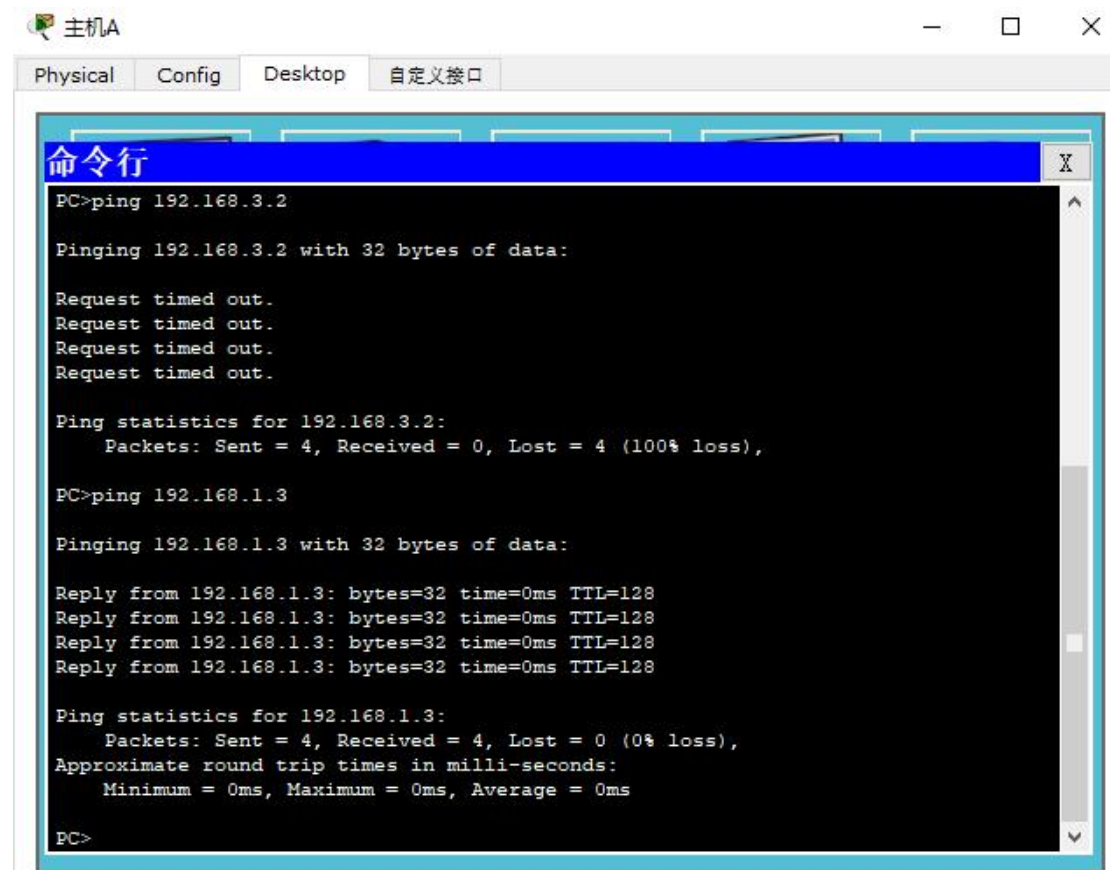 主机A
Physical Config Desktop 自定义接口
命令行 X
PC>ping 192.168.3.2
Pinging 192.168.3.2 with 32 bytes of data:
Request timed out.
Request timed out.
Request timed out.
Request timed out.
Ping statistics for 192.168.3.2:
Packets: Sent = 4, Received = 0, Lost = 4 (100% loss),
PC>ping 192.168.1.3
Pinging 192.168.1.3 with 32 bytes of data:
Reply from 192.168.1.3: bytes=32 time=0ms TTL=128
Reply from 192.168.1.3: bytes=32 time=0ms TTL=128
Reply from 192.168.1.3: bytes=32 time=0ms TTL=128
Reply from 192.168.1.3: bytes=32 time=0ms TTL=128
Ping statistics for 192.168.1.3:
Packets: Sent = 4, Received = 4, Lost = 0 (0% loss),
Approximate round trip times in milli-seconds:
Minimum = 0ms, Maximum = 0ms, Average = 0ms
PC>